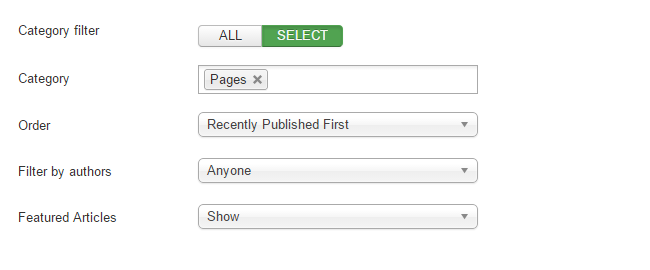 Category filter ALL SELECT
Category Pages
Order Recently Published First
Filter by authors Anyone
Featured Articles Show